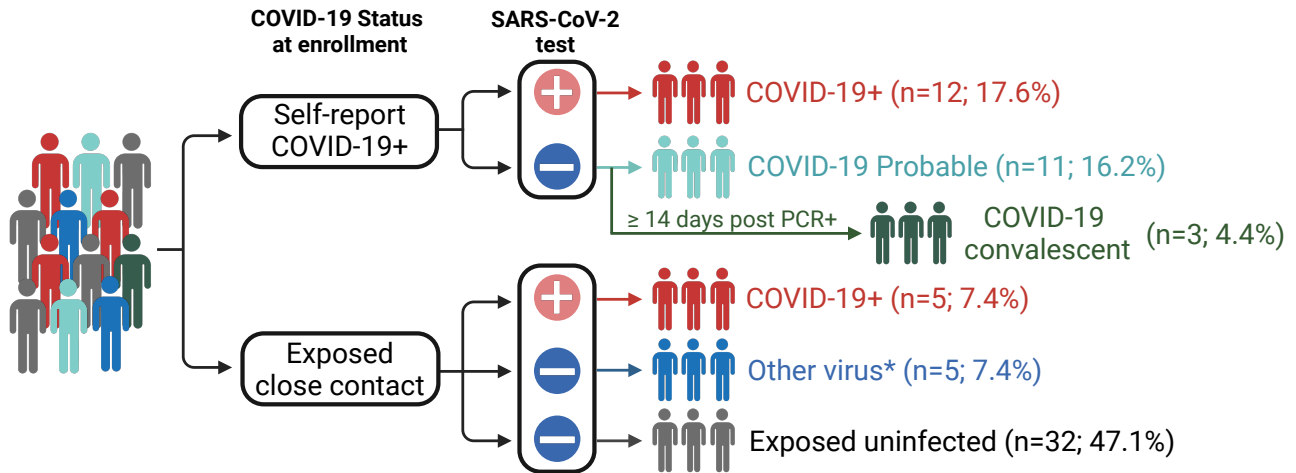 COVID-19 Status
at enrollment
SARS-CoV-2
test
Self-report
COVID-19+
COVID-19+ (n=12; 17.6%)
COVID-19 Probable (n=11; 16.2%)
≥ 14 days post PCR+
COVID-19
convalescent
(n=3; 4.4%)
Exposed
close contact
COVID-19+ (n=5; 7.4%)
Other virus* (n=5; 7.4%)
Exposed uninfected (n=32; 47.1%)